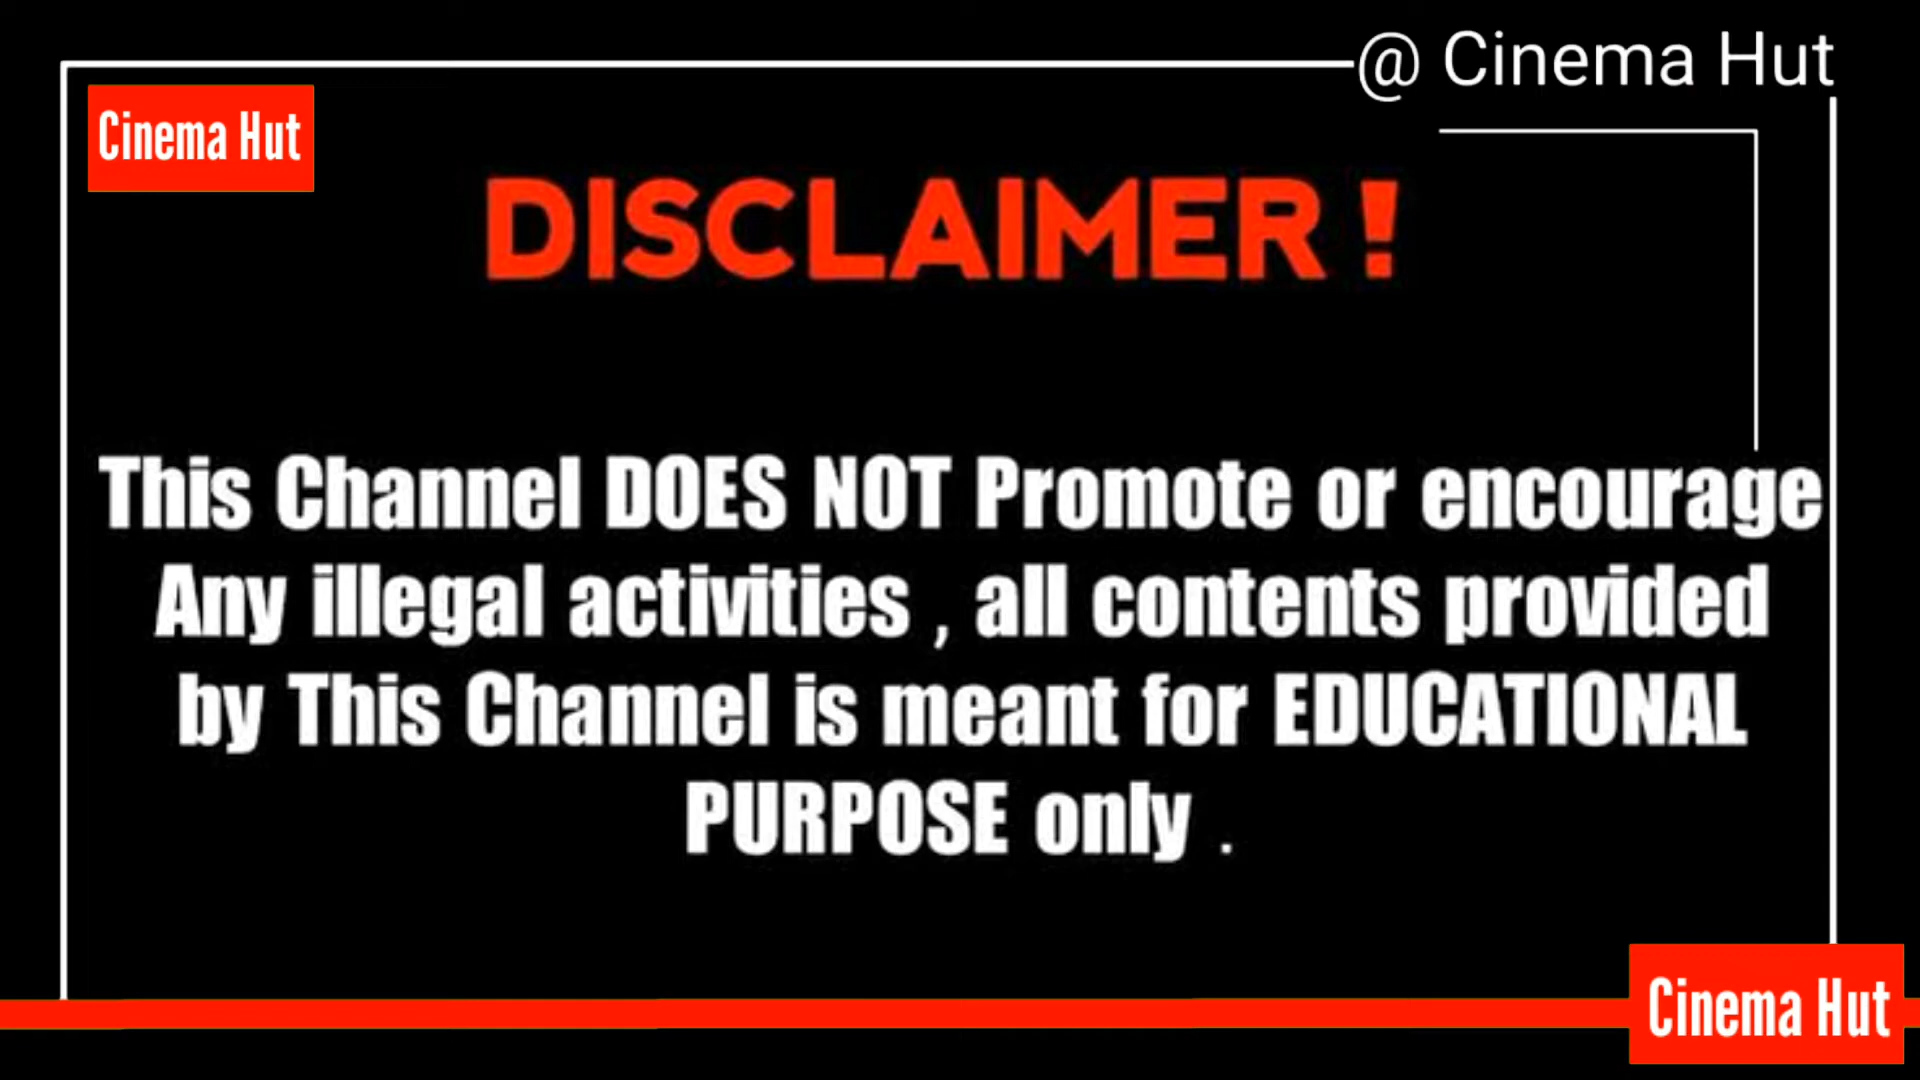 @ Cinema Hut
Cinema Hut
DISCLAIMER !
This Channel DOES NOT Promote or encourage
Any illegal activities , all contents provided
by This Channel is meant for EDUCATIONAL
PURPOSE only .
Cinema Hut